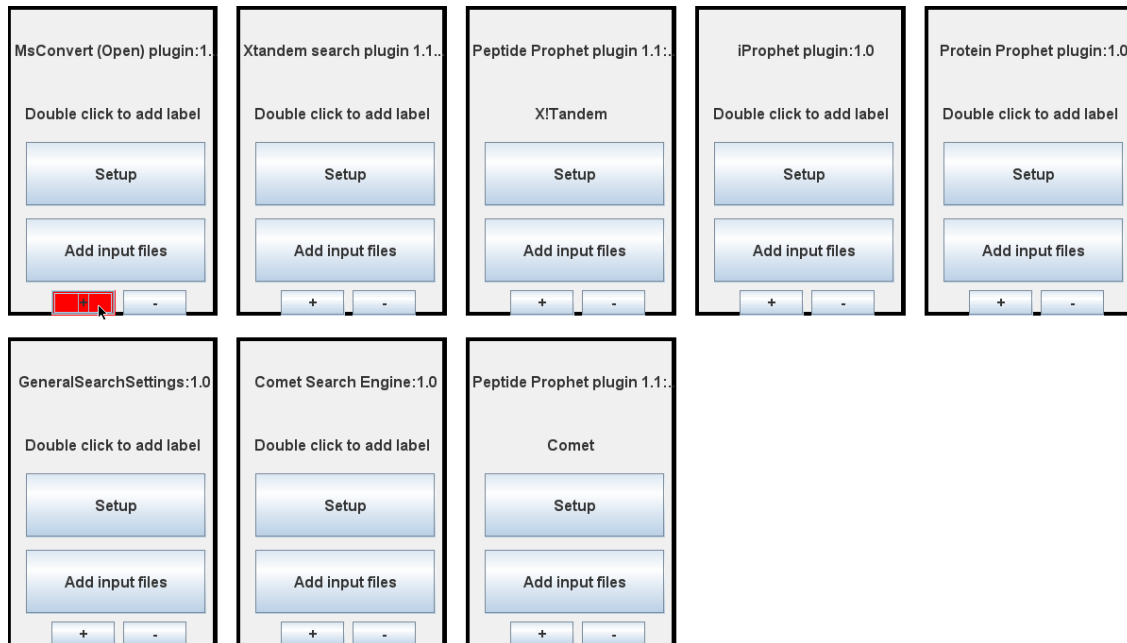 MsConvert (Open) plugin:1..
Xtandem search plugin 1.1...
Peptide Prophet plugin 1.1:..
iProphet plugin:1.0
Protein Prophet plugin:1.0
Double click to add label
Double click to add label
X!Tandem
Double click to add label
Double click to add label
Setup
Setup
Setup
Setup
Setup
Add input files
Add input files
Add input files
Add input files
Add input files
+ -
+ -
+ -
+ -
+ -
GeneralSearchSettings:1.0
Comet Search Engine:1.0
Peptide Prophet plugin 1.1:..
Double click to add label
Double click to add label
Comet
Setup
Setup
Setup
Add input files
Add input files
Add input files
+ -
+ -
+ -